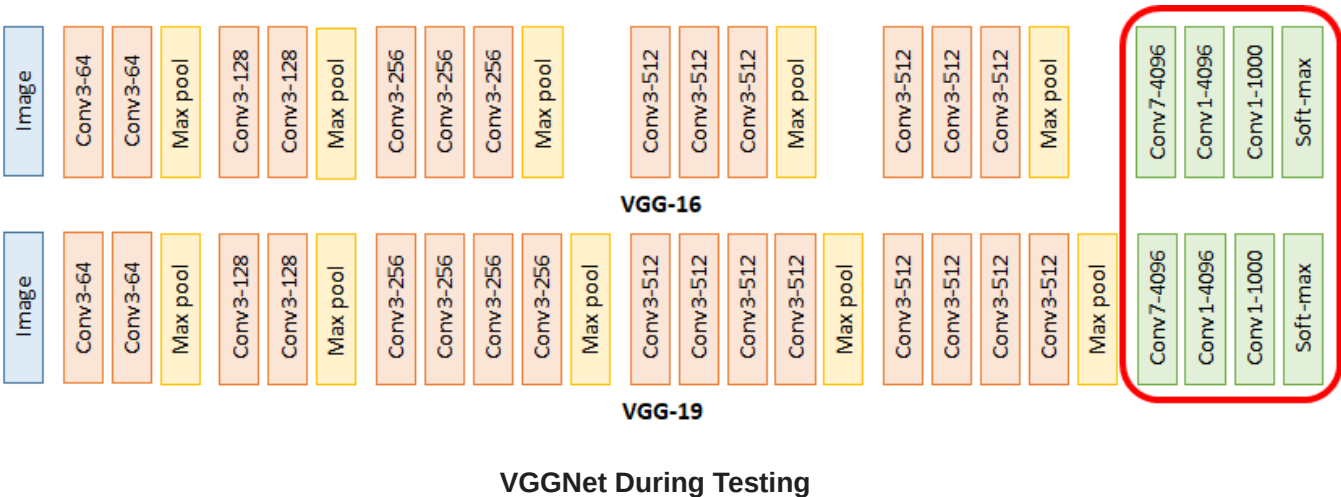 Image
Conv3-64
Conv3-64
Max pool
Conv3-128
Conv3-128
Max pool
Conv3-256
Conv3-256
Conv3-256
Max pool
Conv3-512
Conv3-512
Conv3-512
Max pool
Conv3-512
Conv3-512
Conv3-512
Max pool
Conv7-4096
Conv1-4096
Conv1-1000
Soft-max
VGG-16
Image
Conv3-64
Conv3-64
Max pool
Conv3-128
Conv3-128
Max pool
Conv3-256
Conv3-256
Conv3-256
Conv3-256
Max pool
Conv3-512
Conv3-512
Conv3-512
Conv3-512
Max pool
Conv3-512
Conv3-512
Conv3-512
Conv3-512
Max pool
Conv7-4096
Conv1-4096
Conv1-1000
Soft-max
VGG-19
VGGNet During Testing